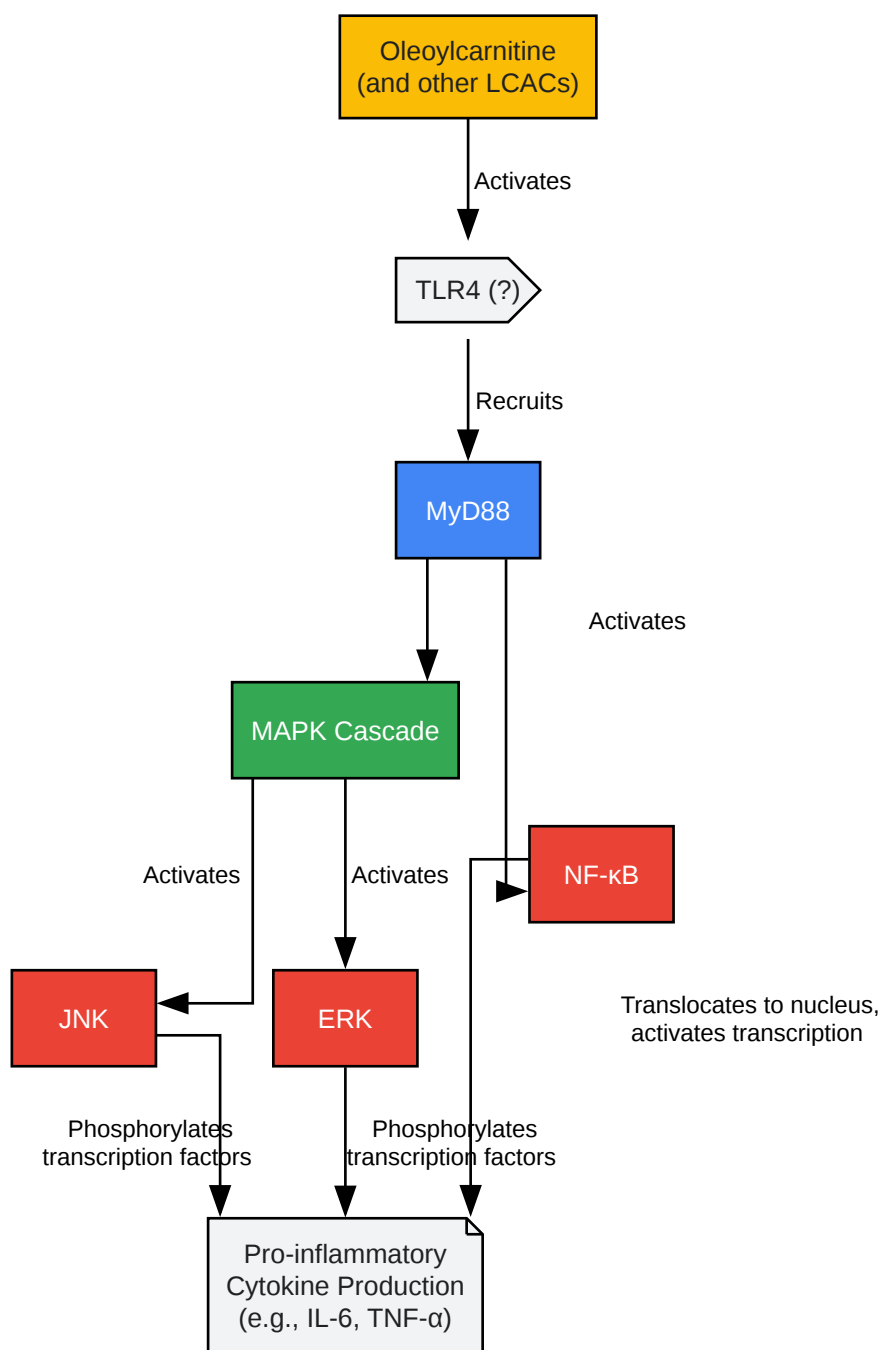 Oleoylcarnitine
(and other LCACs)
Activates
TLR4 (?)
Recruits
MyD88
Activates
MAPK Cascade
Activates
Activates
NF-κB
JNK
ERK
Translocates to nucleus,
activates transcription
Phosphorylates
transcription factors
Phosphorylates
transcription factors
Pro-inflammatory
Cytokine Production
(e.g., IL-6, TNF-α)